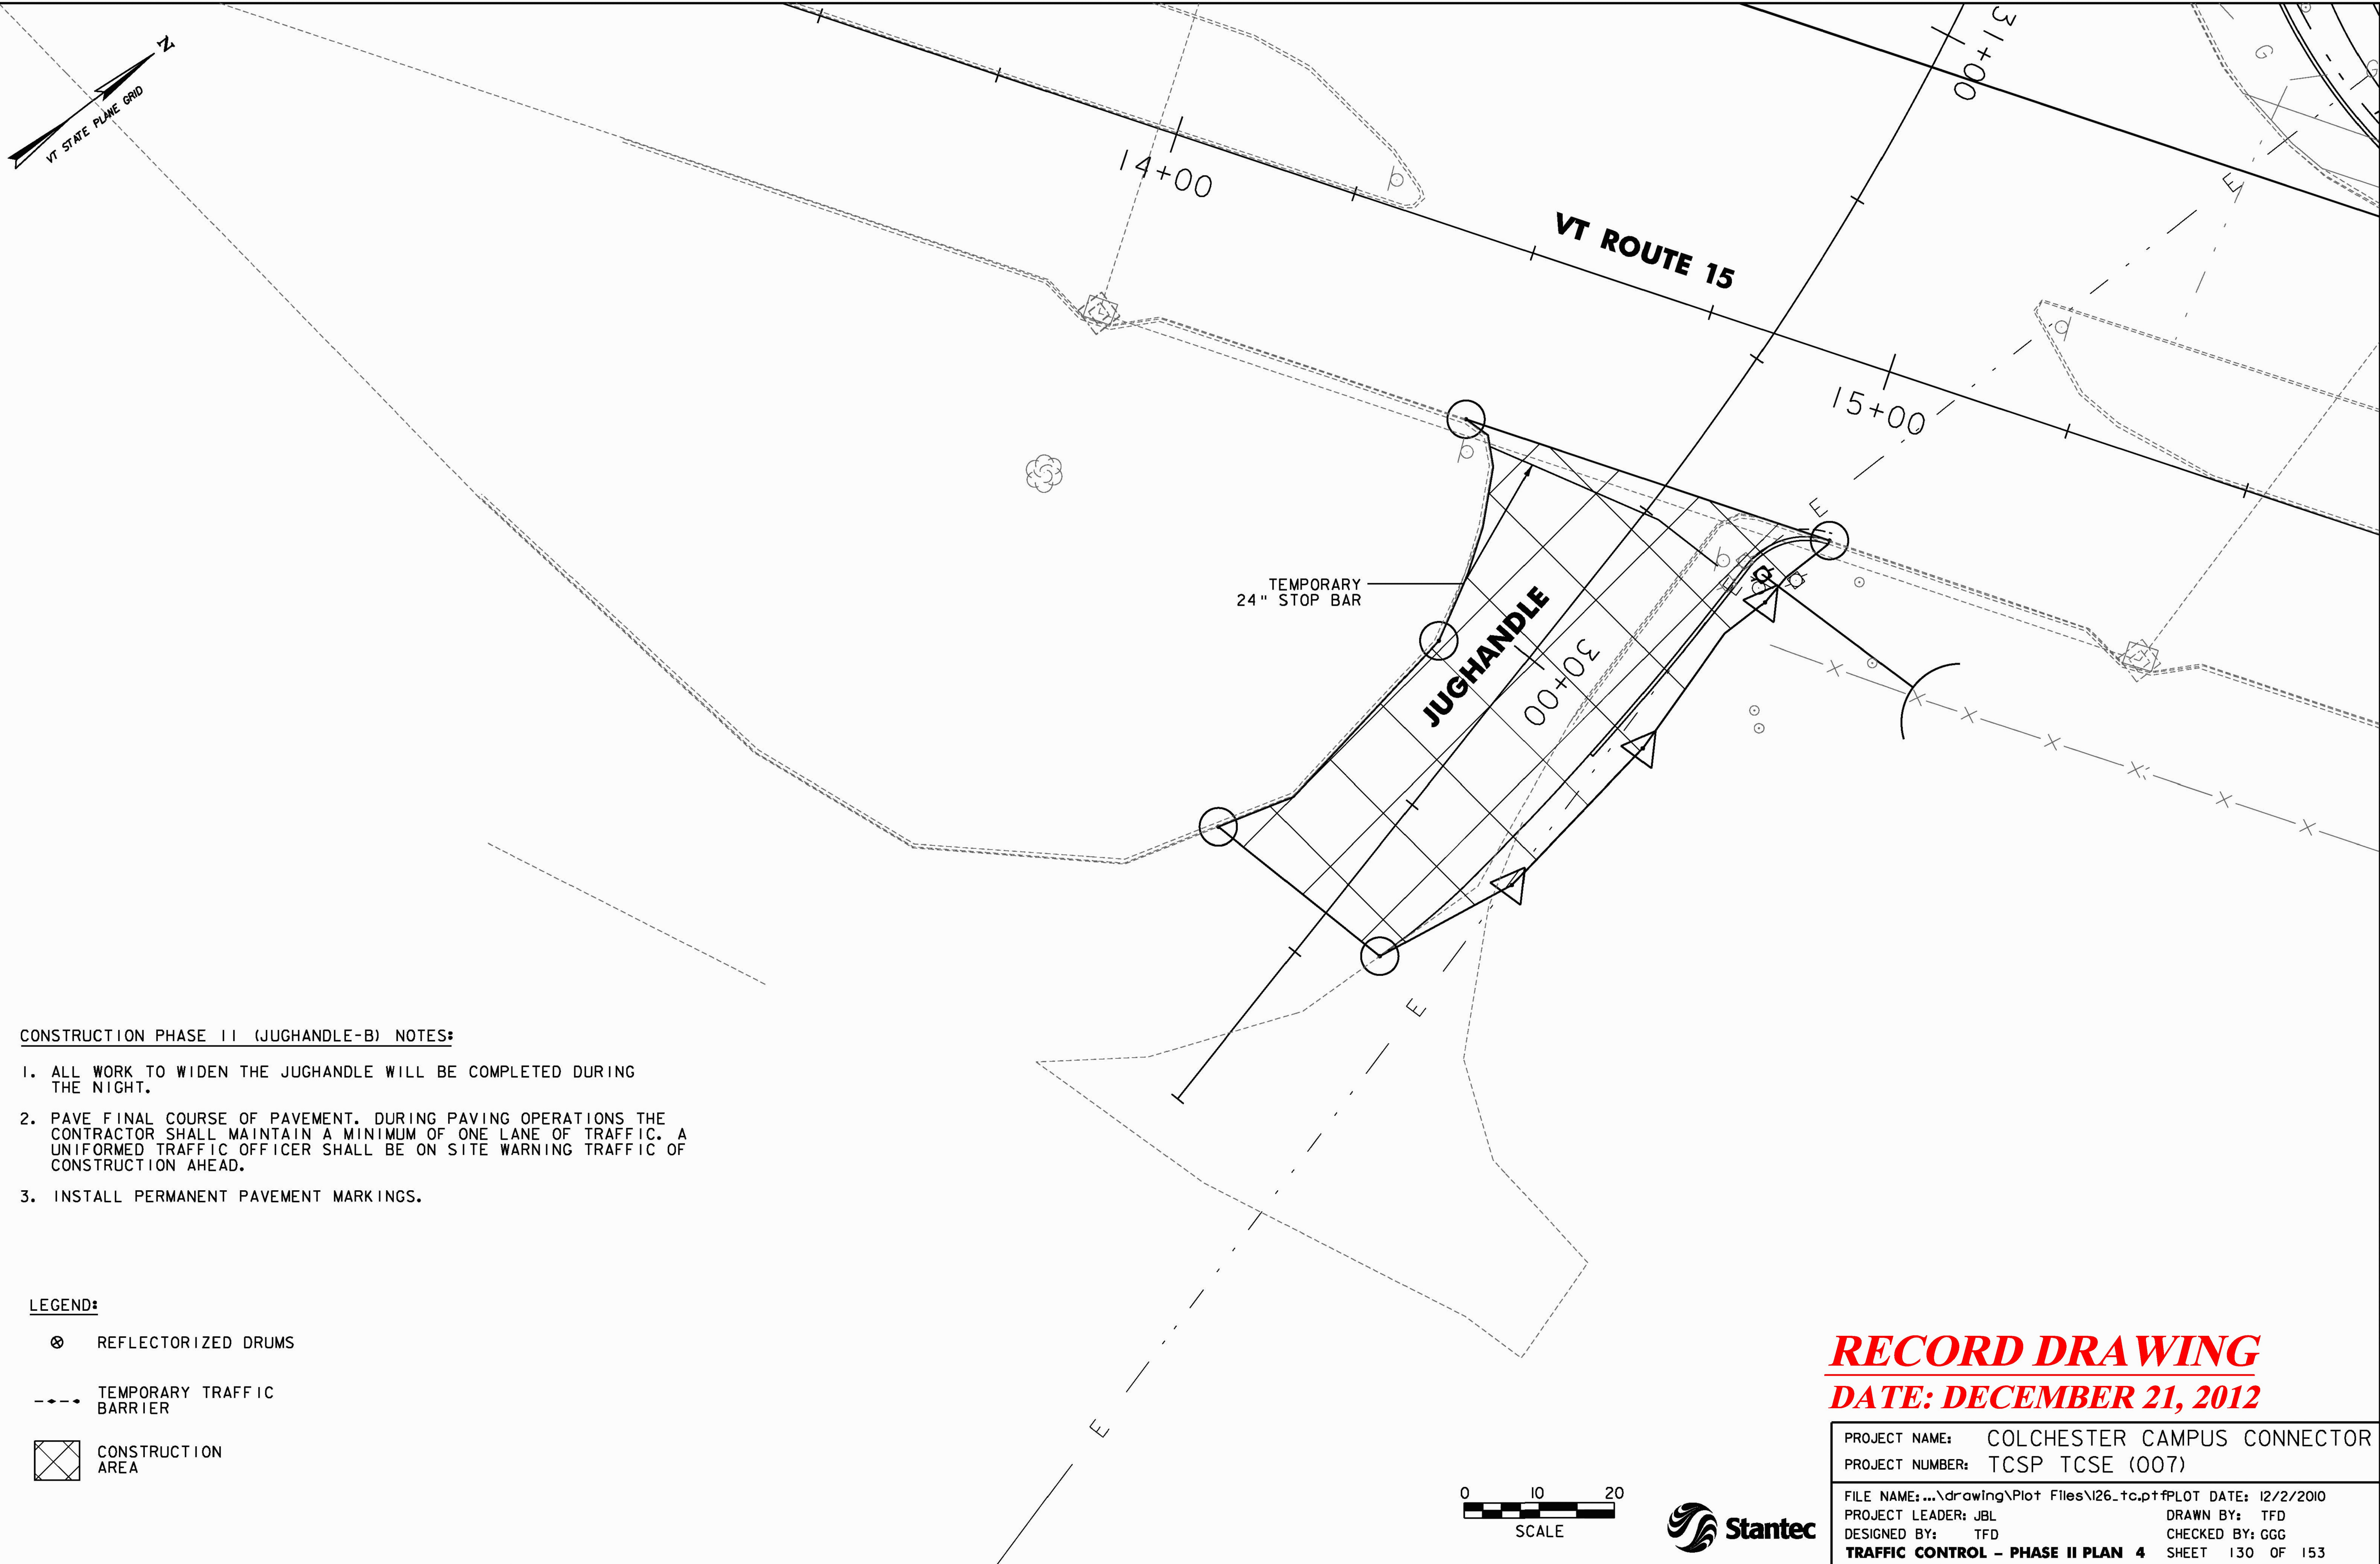 N
VT STATE PLANE GRID
31+00
G
G
14+00
VT ROUTE 15
E
15+00
E
TEMPORARY
24" STOP BAR
JUGHANDLE
30+00
E
E
CONSTRUCTION PHASE II (JUGHANDLE-B) NOTES:
1. ALL WORK TO WIDEN THE JUGHANDLE WILL BE COMPLETED DURING
THE NIGHT.
2. PAVE FINAL COURSE OF PAVEMENT. DURING PAVING OPERATIONS THE
CONTRACTOR SHALL MAINTAIN A MINIMUM OF ONE LANE OF TRAFFIC. A
UNIFORMED TRAFFIC OFFICER SHALL BE ON SITE WARNING TRAFFIC OF
CONSTRUCTION AHEAD.
3. INSTALL PERMANENT PAVEMENT MARKINGS.
LEGEND:
REFLECTORIZED DRUMS
TEMPORARY TRAFFIC
BARRIER
CONSTRUCTION
AREA
0 10 20
SCALE
Stantec
RECORD DRAWING
DATE: DECEMBER 21, 2012
PROJECT NAME: COLCHESTER CAMPUS CONNECTOR
PROJECT NUMBER: TCSP TCSE (007)
FILE NAME: ...\drawing\Plot Files\126_tc.ptf PLOT DATE: 12/2/2010
PROJECT LEADER: JBL DRAWN BY: TFD
DESIGNED BY: TFD CHECKED BY: GGG
TRAFFIC CONTROL - PHASE II PLAN 4 SHEET 130 OF 153